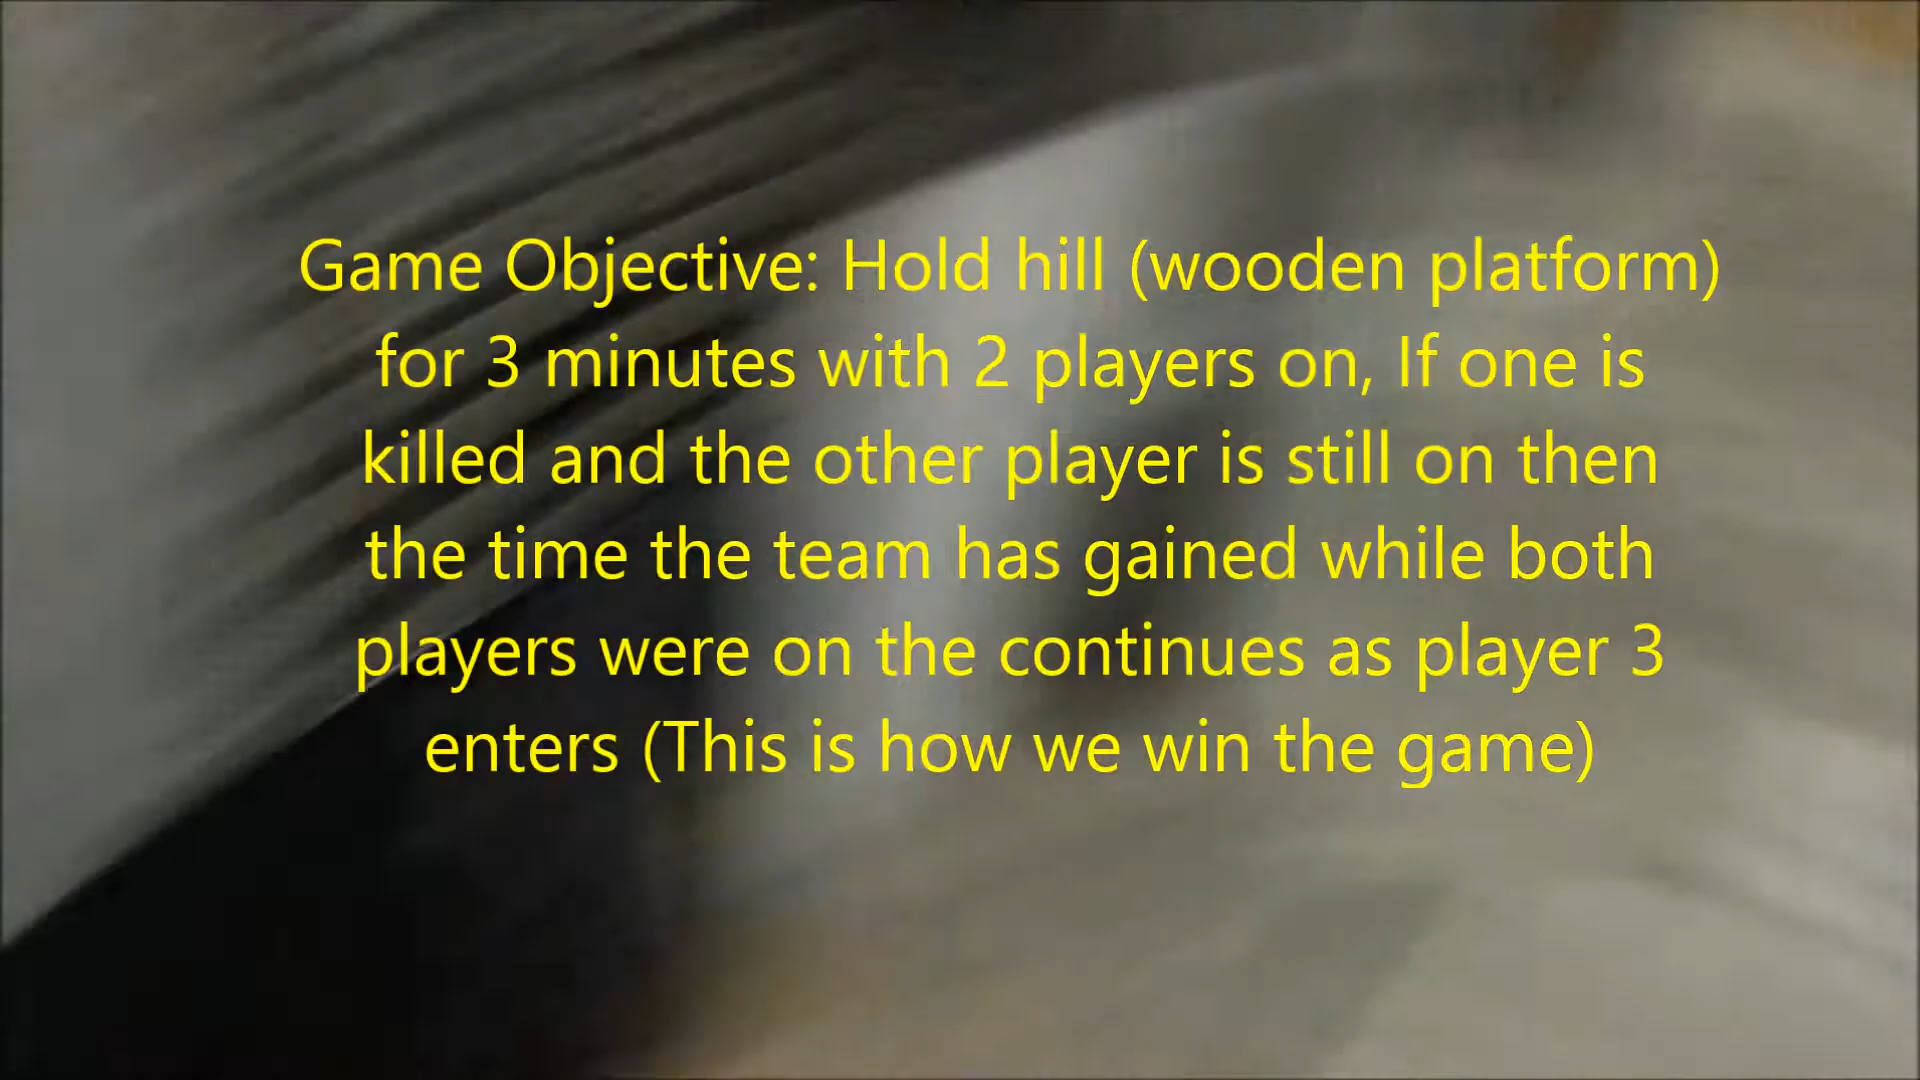 Game Objective: Hold hill (wooden platform)
for 3 minutes with 2 players on, If one is
killed and the other player is still on then
the time the team has gained while both
players were on the continues as player 3
enters (This is how we win the game)